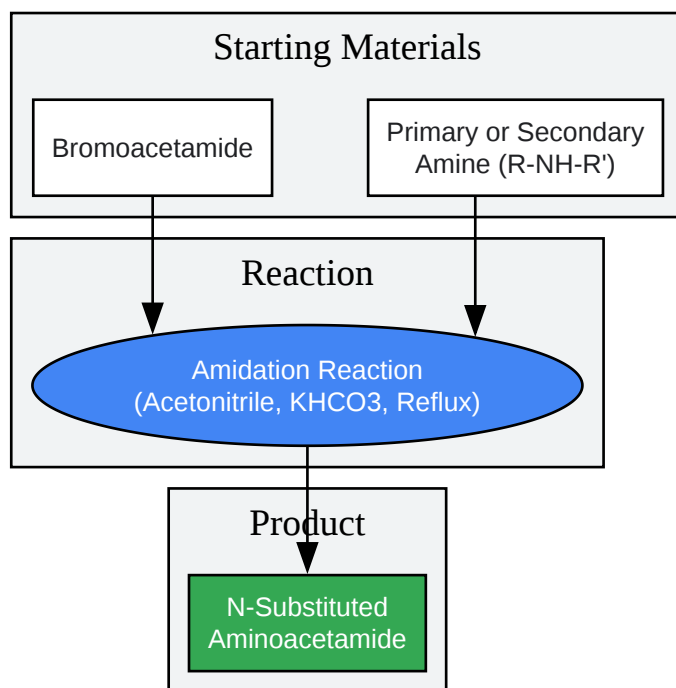 Starting Materials
Bromoacetamide
Primary or Secondary
Amine (R-NH-R')
Reaction
Amidation Reaction
(Acetonitrile, KHCO3, Reflux)
Product
N-Substituted
Aminoacetamide